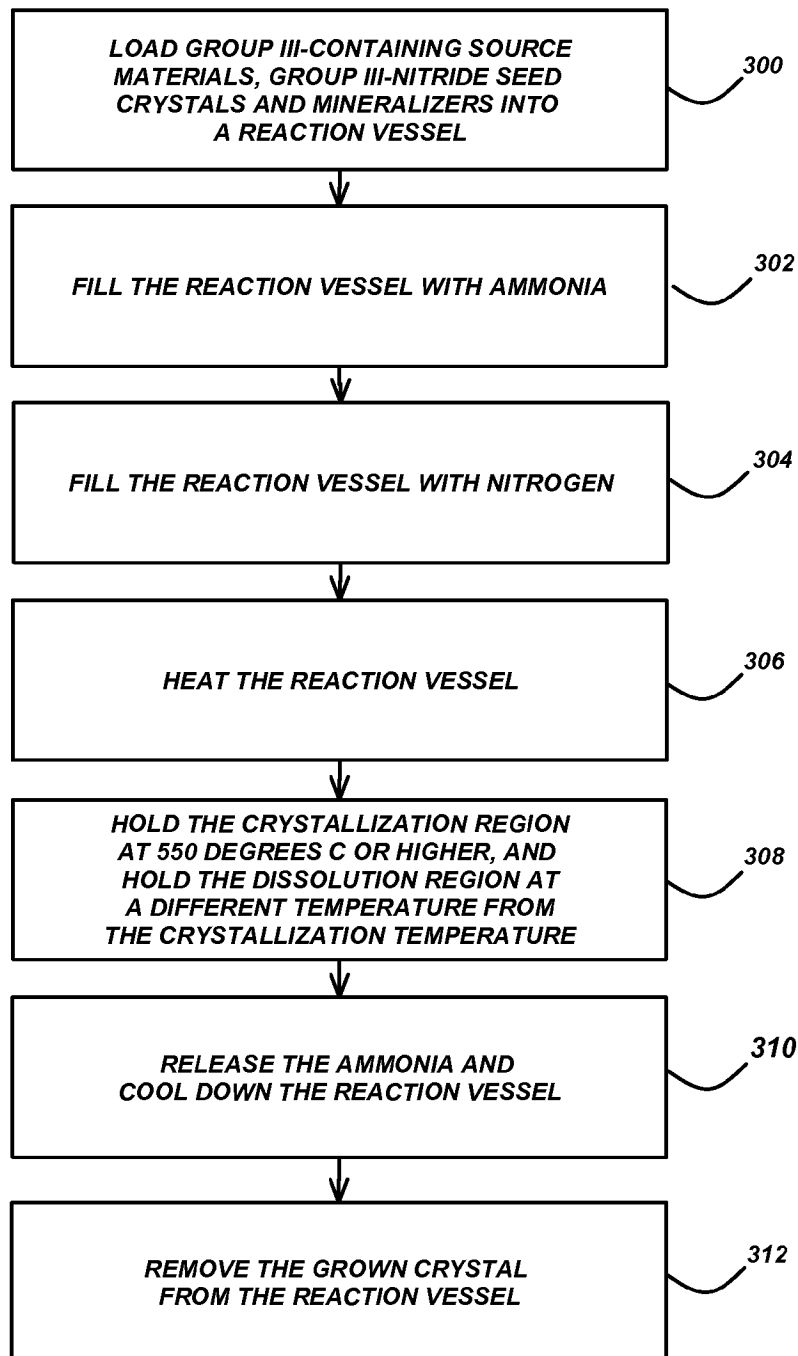 LOAD GROUP III-CONTAINING SOURCE
MATERIALS, GROUP III-NITRIDE SEED
CRYSTALS AND MINERALIZERS INTO
A REACTION VESSEL
300
FILL THE REACTION VESSEL WITH AMMONIA
302
FILL THE REACTION VESSEL WITH NITROGEN
304
HEAT THE REACTION VESSEL
306
HOLD THE CRYSTALLIZATION REGION
AT 550 DEGREES C OR HIGHER, AND
HOLD THE DISSOLUTION REGION AT
A DIFFERENT TEMPERATURE FROM
THE CRYSTALLIZATION TEMPERATURE
308
RELEASE THE AMMONIA AND
COOL DOWN THE REACTION VESSEL
310
REMOVE THE GROWN CRYSTAL
FROM THE REACTION VESSEL
312